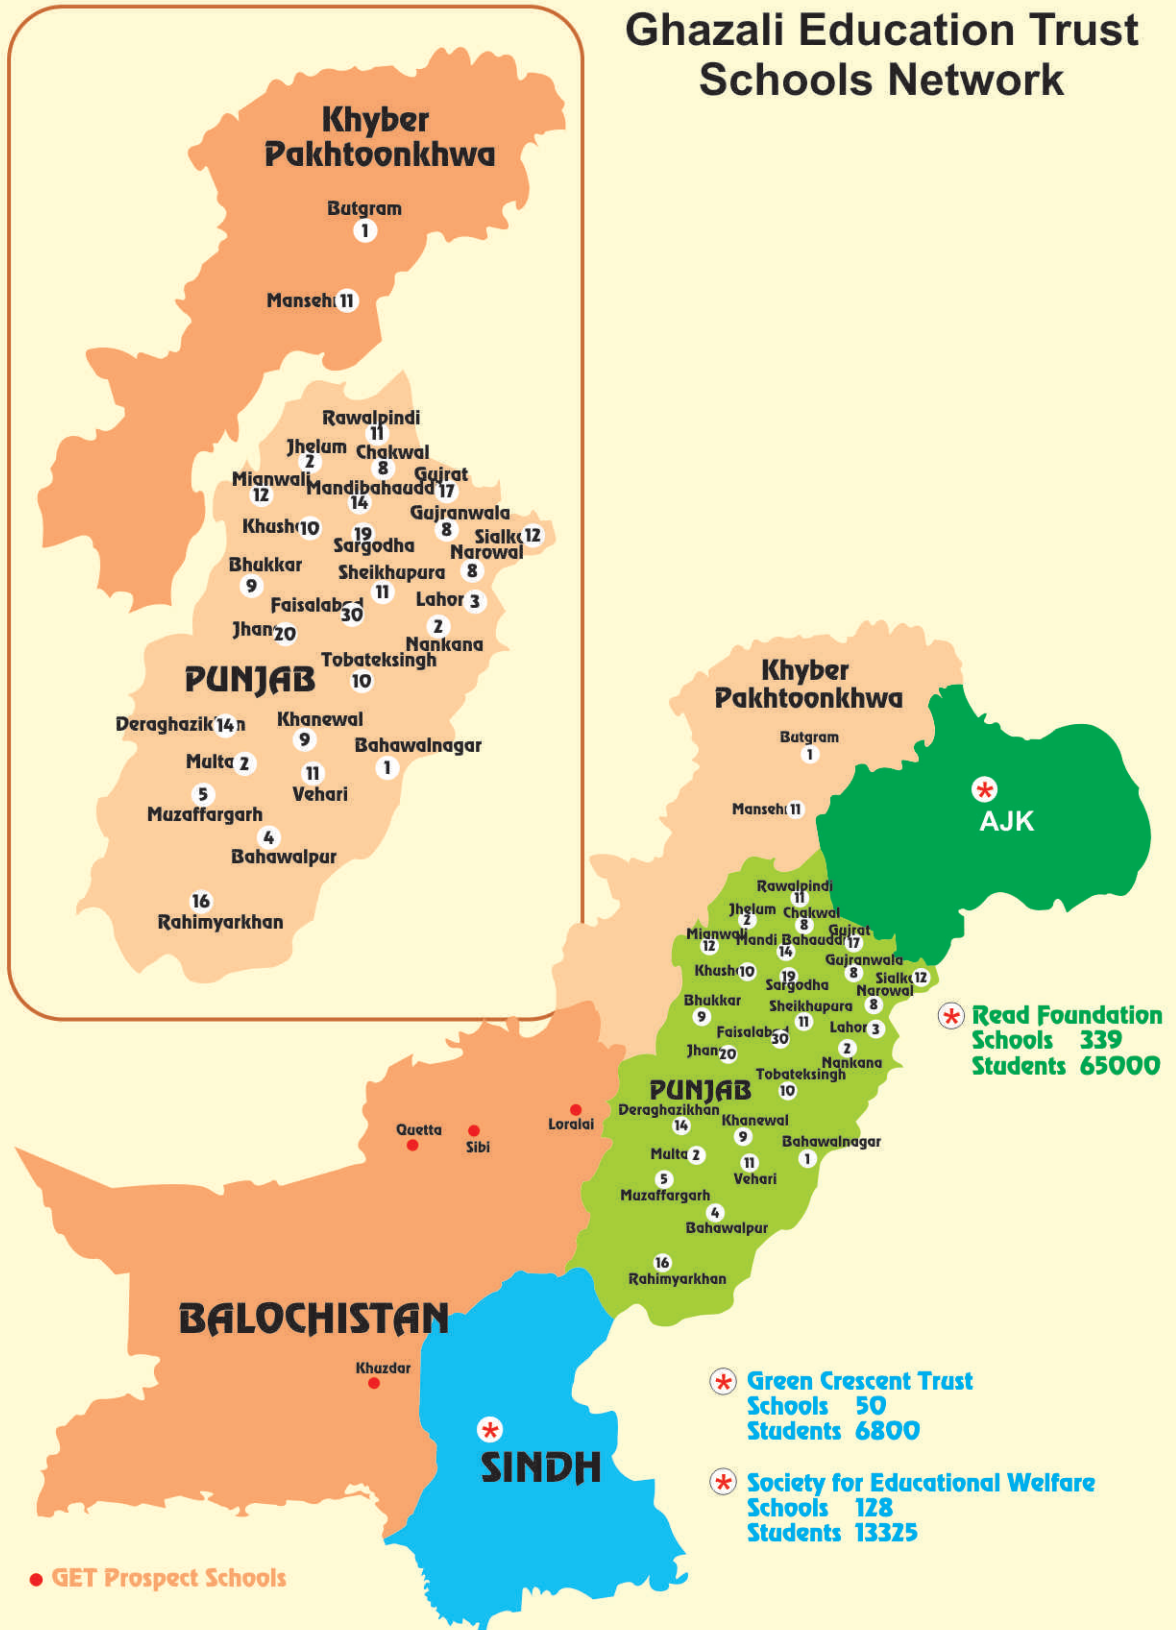 Ghazali Education Trust
Schools Network
Khyber
Pakhtoonkhwa
Butgram
1
Mansehr 11
Rawalpindi
11
Jhelum
2
Chakwal
8
Mianwali
12
Mandibahaudd
14
Gujrat
17
Khush 10
19
Sargodha
Gujranwala
8
Sialk 12
Narowal
8
Bhukkar
9
Sheikhupura
11
Faisalabad
30
Lahor 3
Jhan 20
2
Nankana
Tobateksingh
10
PUNJAB
Deraghazik 14 n
Khanewal
9
Multa 2
11
Vehari
Bahawalnagar
1
5
Muzaffargarh
4
Bahawalpur
16
Rahimyarkhan
Khyber
Pakhtoonkhwa
Butgram
1
Mansehr 11
AJK
Rawalpindi
11
Jhelum
2
Chakwal
8
Mianwali
12
Mandi Bahaudd
14
Gujrat
17
Khush 10
19
Sargodha
Gujranwala
8
Sialk 12
Narowal
8
Bhukkar
9
Sheikhupura
11
Faisalabad
30
Lahor 3
Jhan 20
2
Nankana
Tobateksingh
10
PUNJAB
Deraghazikhan
14
Khanewal
9
Multa 2
11
Vehari
Bahawalnagar
1
5
Muzaffargarh
4
Bahawalpur
16
Rahimyarkhan
Read Foundation
Schools 339
Students 65000
Quetta
Sibi
Loralai
BALOCHISTAN
Khuzdar
SINDH
Green Crescent Trust
Schools 50
Students 6800
Society for Educational Welfare
Schools 128
Students 13325
GET Prospect Schools